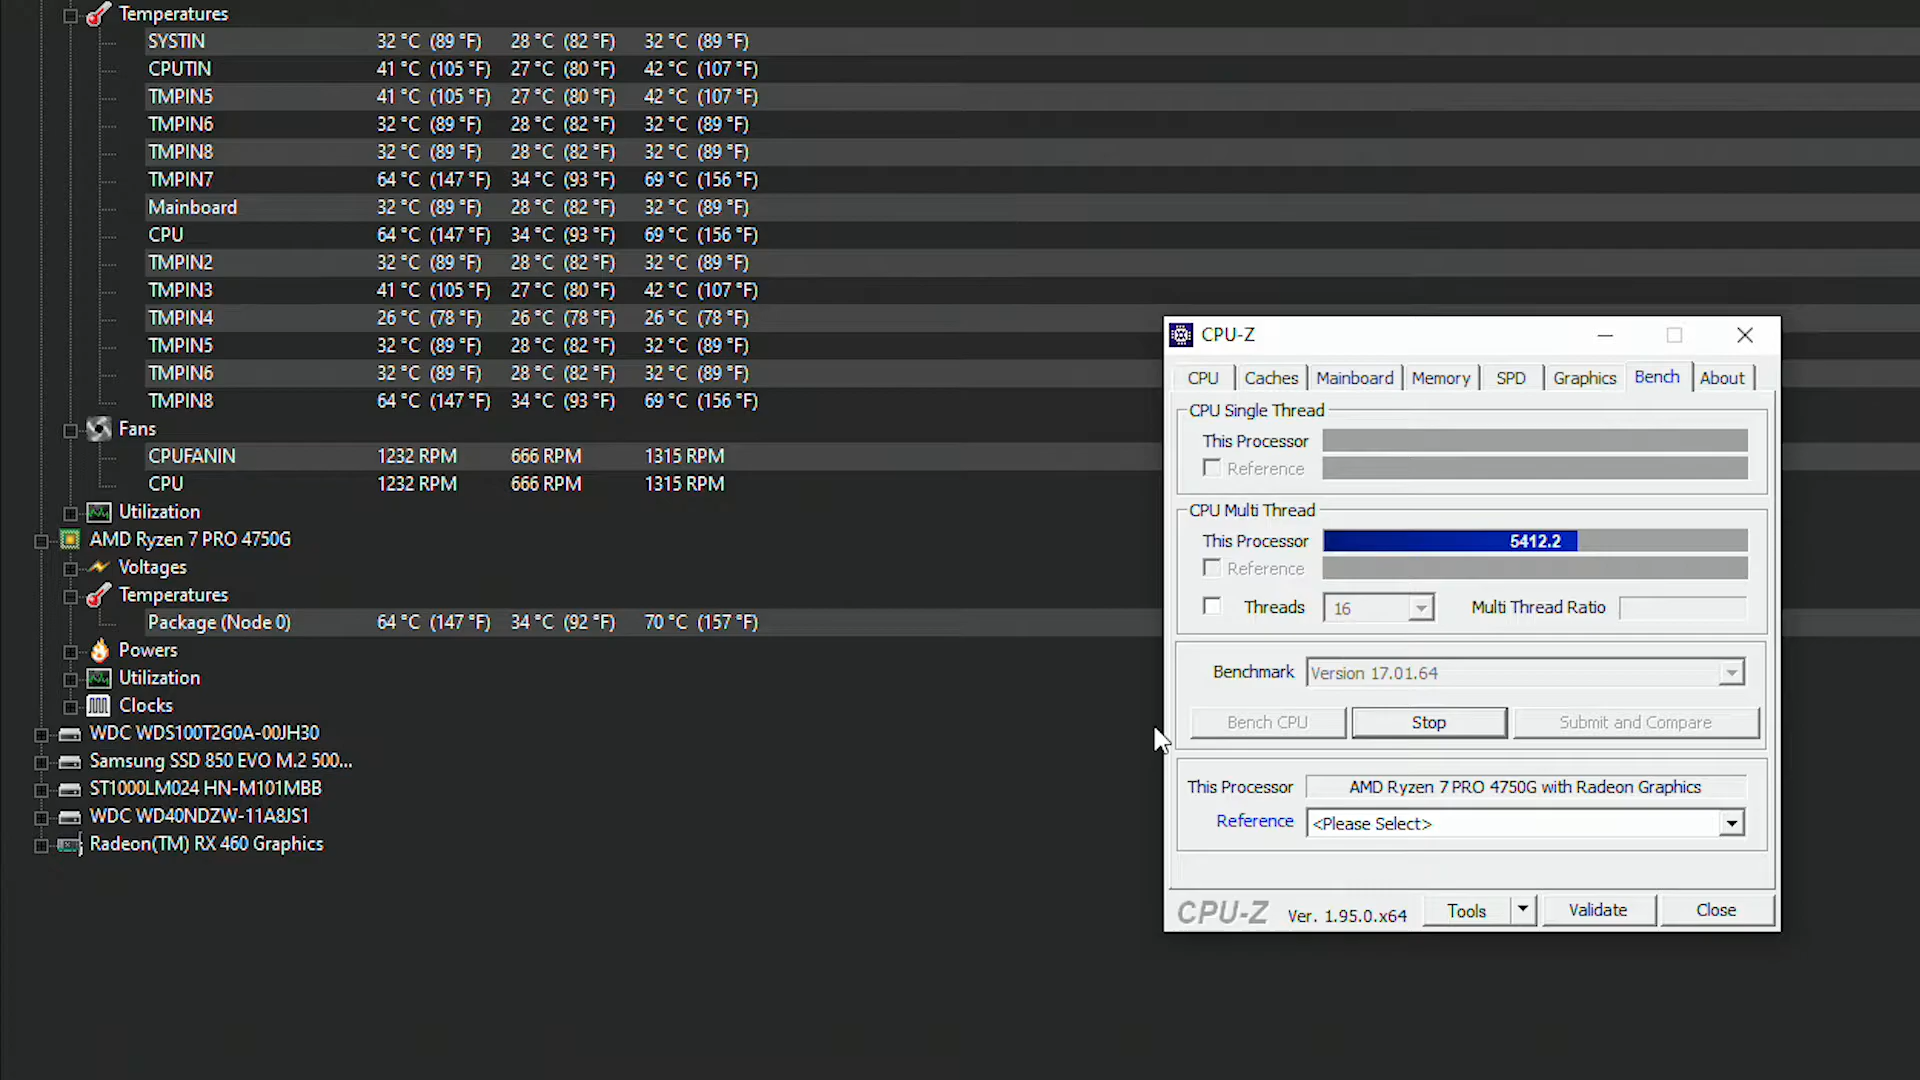 Temperatures
SYSTIN 32 °C (89 °F) 28 °C (82 °F) 32 °C (89 °F)
CPUTIN 41 °C (105 °F) 27 °C (80 °F) 42 °C (107 °F)
TMPIN5 41 °C (105 °F) 27 °C (80 °F) 42 °C (107 °F)
TMPIN6 32 °C (89 °F) 28 °C (82 °F) 32 °C (89 °F)
TMPIN8 32 °C (89 °F) 28 °C (82 °F) 32 °C (89 °F)
TMPIN7 64 °C (147 °F) 34 °C (93 °F) 69 °C (156 °F)
Mainboard 32 °C (89 °F) 28 °C (82 °F) 32 °C (89 °F)
CPU 64 °C (147 °F) 34 °C (93 °F) 69 °C (156 °F)
TMPIN2 32 °C (89 °F) 28 °C (82 °F) 32 °C (89 °F)
TMPIN3 41 °C (105 °F) 27 °C (80 °F) 42 °C (107 °F)
TMPIN4 26 °C (78 °F) 26 °C (78 °F) 26 °C (78 °F)
TMPIN5 32 °C (89 °F) 28 °C (82 °F) 32 °C (89 °F)
TMPIN6 32 °C (89 °F) 28 °C (82 °F) 32 °C (89 °F)
TMPIN8 64 °C (147 °F) 34 °C (93 °F) 69 °C (156 °F)
Fans
CPUFANIN 1232 RPM 666 RPM 1315 RPM
CPU 1232 RPM 666 RPM 1315 RPM
Utilization
AMD Ryzen 7 PRO 4750G
Voltages
Temperatures
Package (Node 0) 64 °C (147 °F) 34 °C (92 °F) 70 °C (157 °F)
Powers
Utilization
Clocks
WDC WDS100T2G0A-00JH30
Samsung SSD 850 EVO M.2 500...
ST1000LM024 HN-M101MBB
WDC WD40NDZW-11A8JS1
Radeon(TM) RX 460 Graphics
CPU-Z
CPU Caches Mainboard Memory SPD Graphics Bench About
CPU Single Thread
This Processor
Reference
CPU Multi Thread
This Processor 5412.2
Reference
Threads 16 Multi Thread Ratio
Benchmark Version 17.01.64
Bench CPU Stop Submit and Compare
This Processor AMD Ryzen 7 PRO 4750G with Radeon Graphics
Reference <Please Select>
CPU-Z Ver. 1.95.0.x64 Tools Validate Close